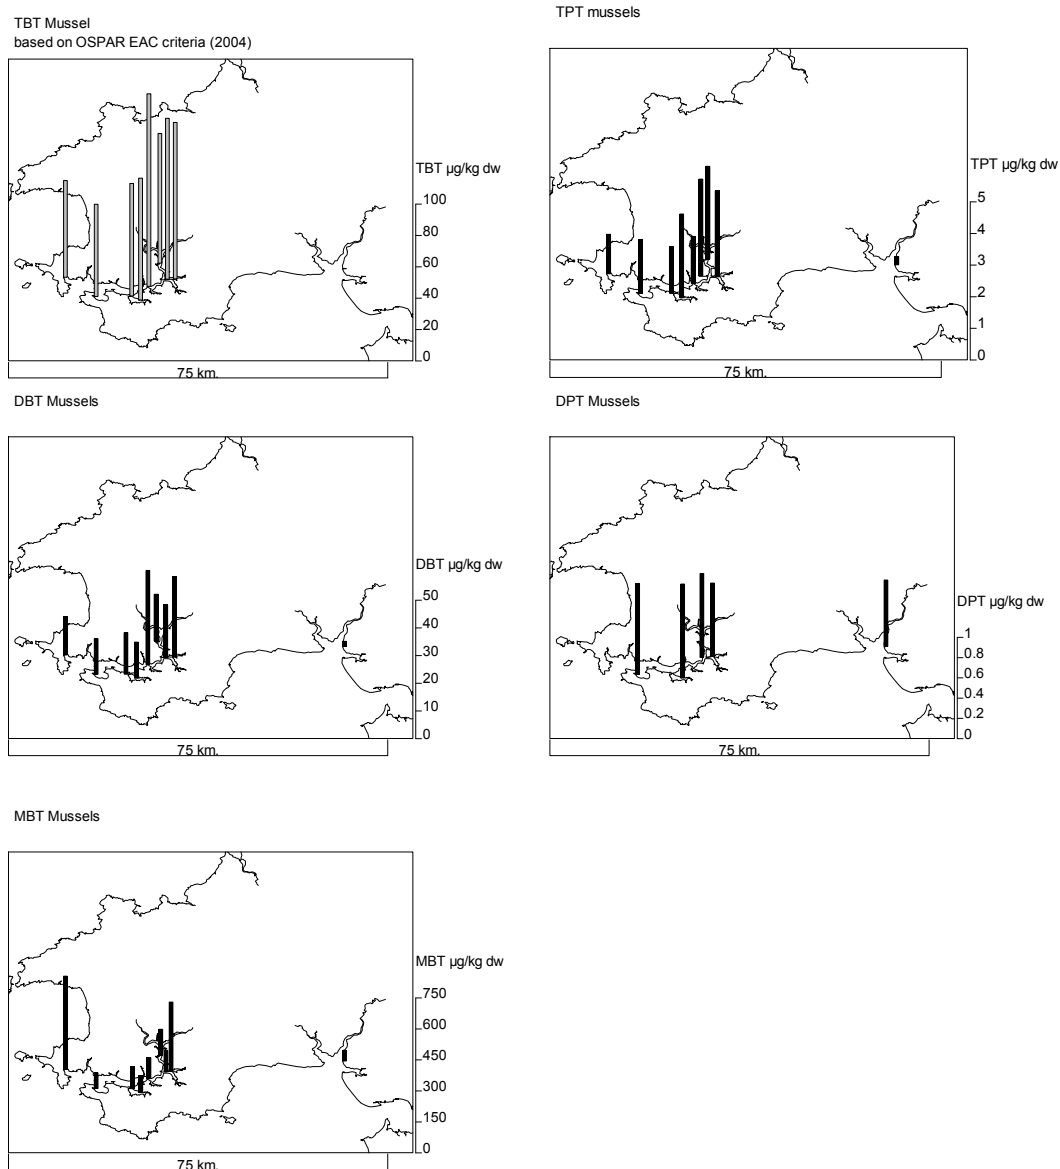 TBT Mussel
based on OSPAR EAC criteria (2004)
TBT µg/kg dw
100
80
60
40
20
0
75 km.
TPT mussels
TPT µg/kg dw
5
4
3
2
1
0
75 km.
DBT Mussels
DBT µg/kg dw
50
40
30
20
10
0
75 km.
DPT Mussels
DPT µg/kg dw
1
0.8
0.6
0.4
0.2
0
75 km.
MBT Mussels
MBT µg/kg dw
750
600
450
300
150
0
75 km.